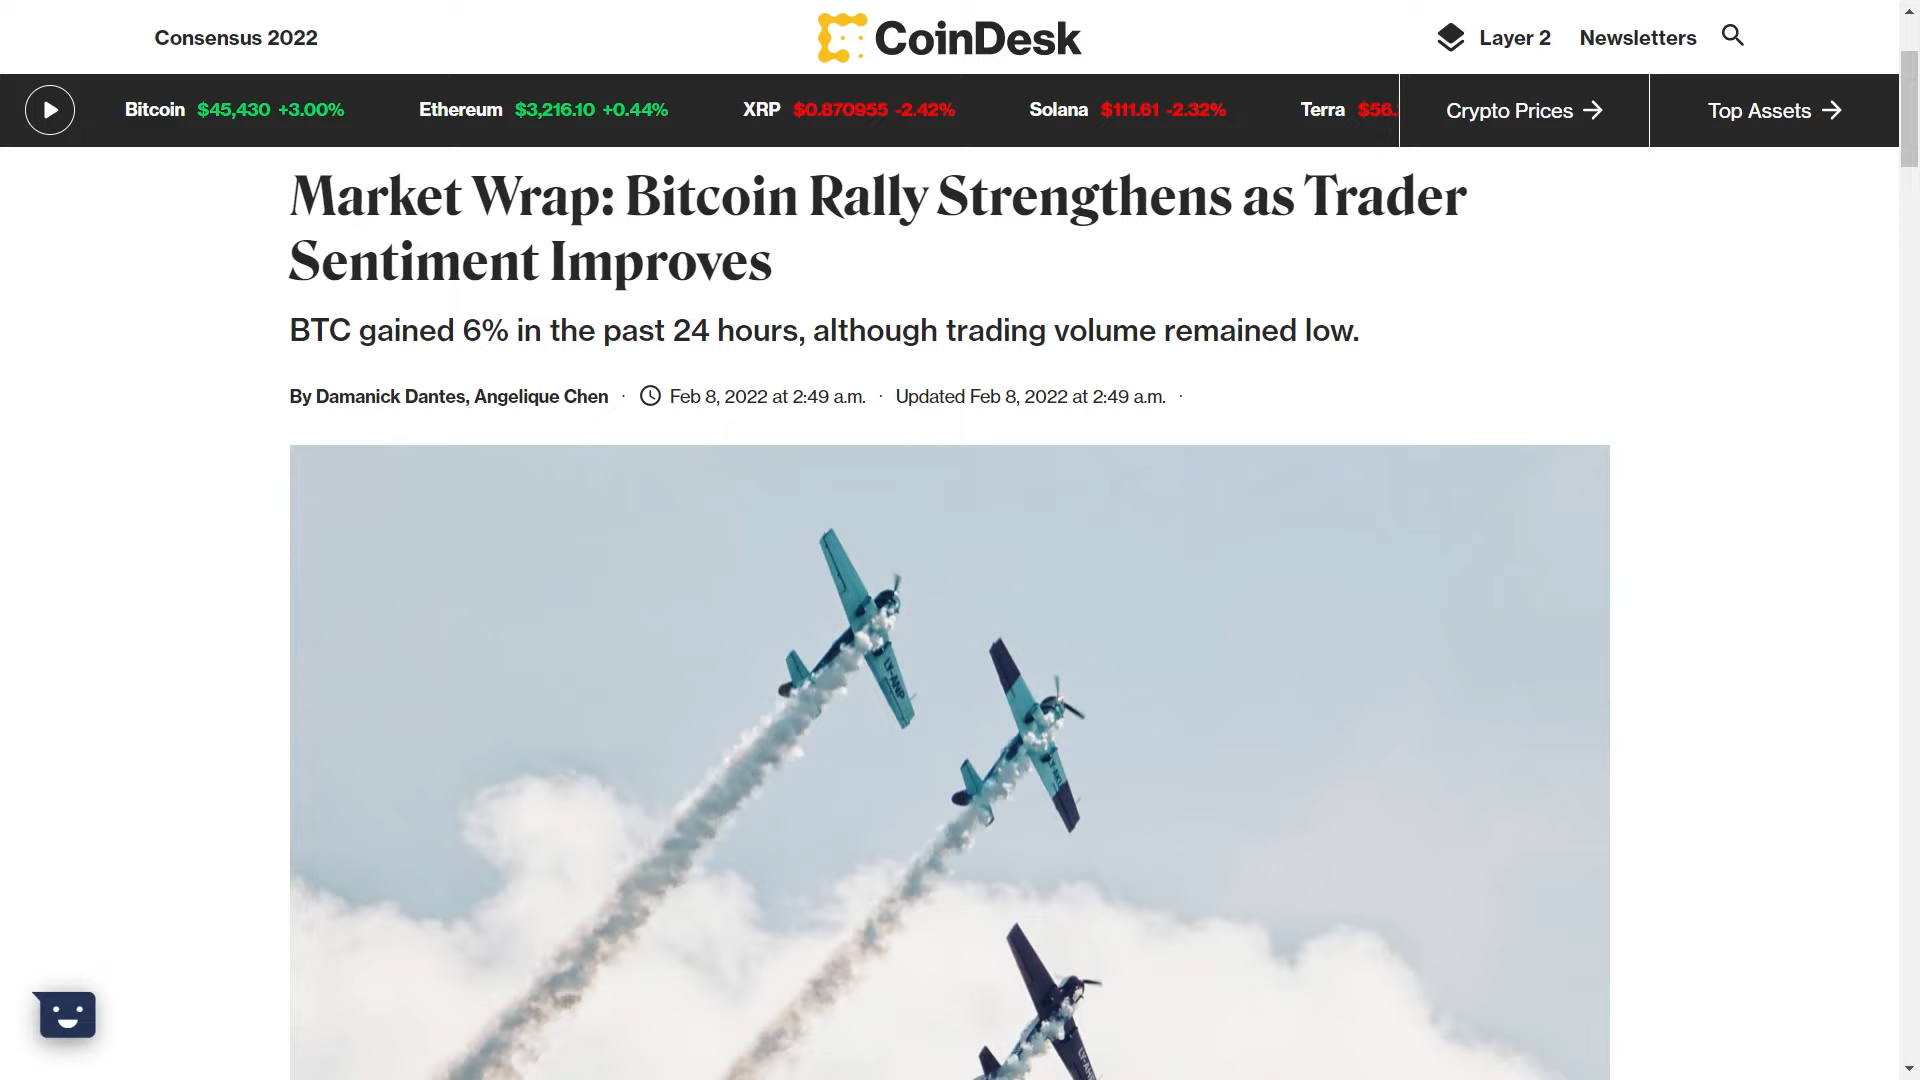 Consensus 2022
CoinDesk
Layer 2
Newsletters
Bitcoin $45,430 +3.00%
Ethereum $3,216.10 +0.44%
XRP $0.870955 -2.42%
Solana $111.61 -2.32%
Terra $56.
Crypto Prices →
Top Assets →
Market Wrap: Bitcoin Rally Strengthens as Trader
Sentiment Improves
BTC gained 6% in the past 24 hours, although trading volume remained low.
By Damanick Dantes, Angelique Chen · Feb 8, 2022 at 2:49 a.m. · Updated Feb 8, 2022 at 2:49 a.m. ·
LY-ANP